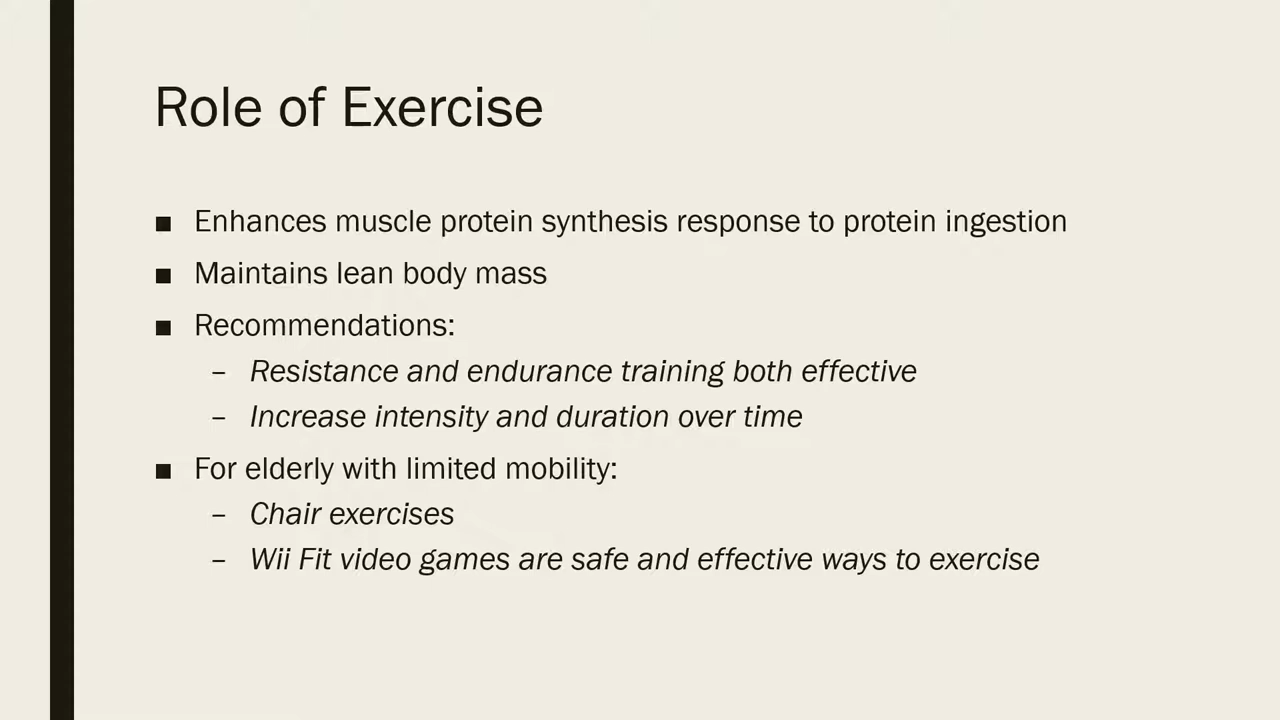 Role of Exercise
■ Enhances muscle protein synthesis response to protein ingestion
■ Maintains lean body mass
■ Recommendations:
– Resistance and endurance training both effective
– Increase intensity and duration over time
■ For elderly with limited mobility:
– Chair exercises
– Wii Fit video games are safe and effective ways to exercise